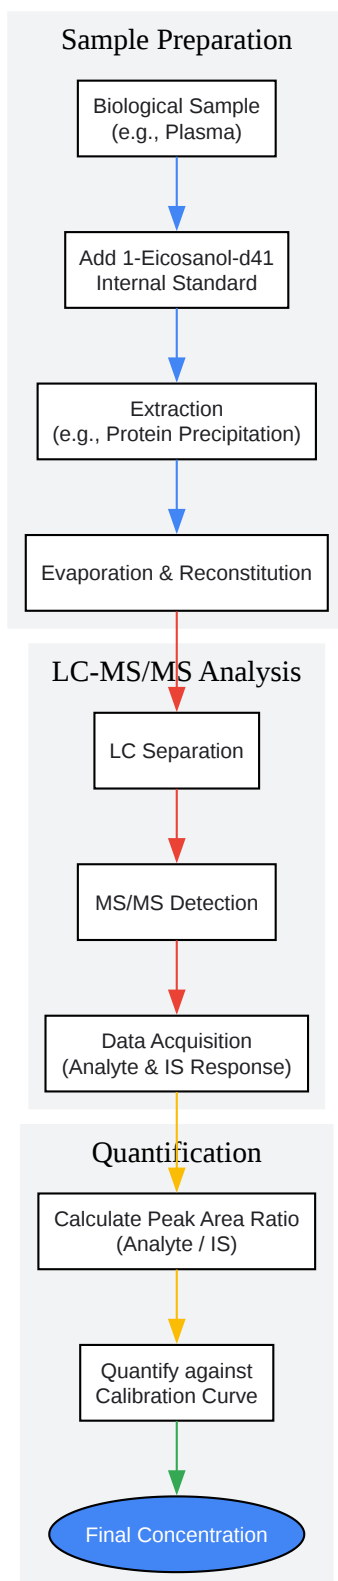 Sample Preparation
Biological Sample
(e.g., Plasma)
Add 1-Eicosanol-d41
Internal Standard
Extraction
(e.g., Protein Precipitation)
Evaporation & Reconstitution
LC-MS/MS Analysis
LC Separation
MS/MS Detection
Data Acquisition
(Analyte & IS Response)
Quantification
Calculate Peak Area Ratio
(Analyte / IS)
Quantify against
Calibration Curve
Final Concentration